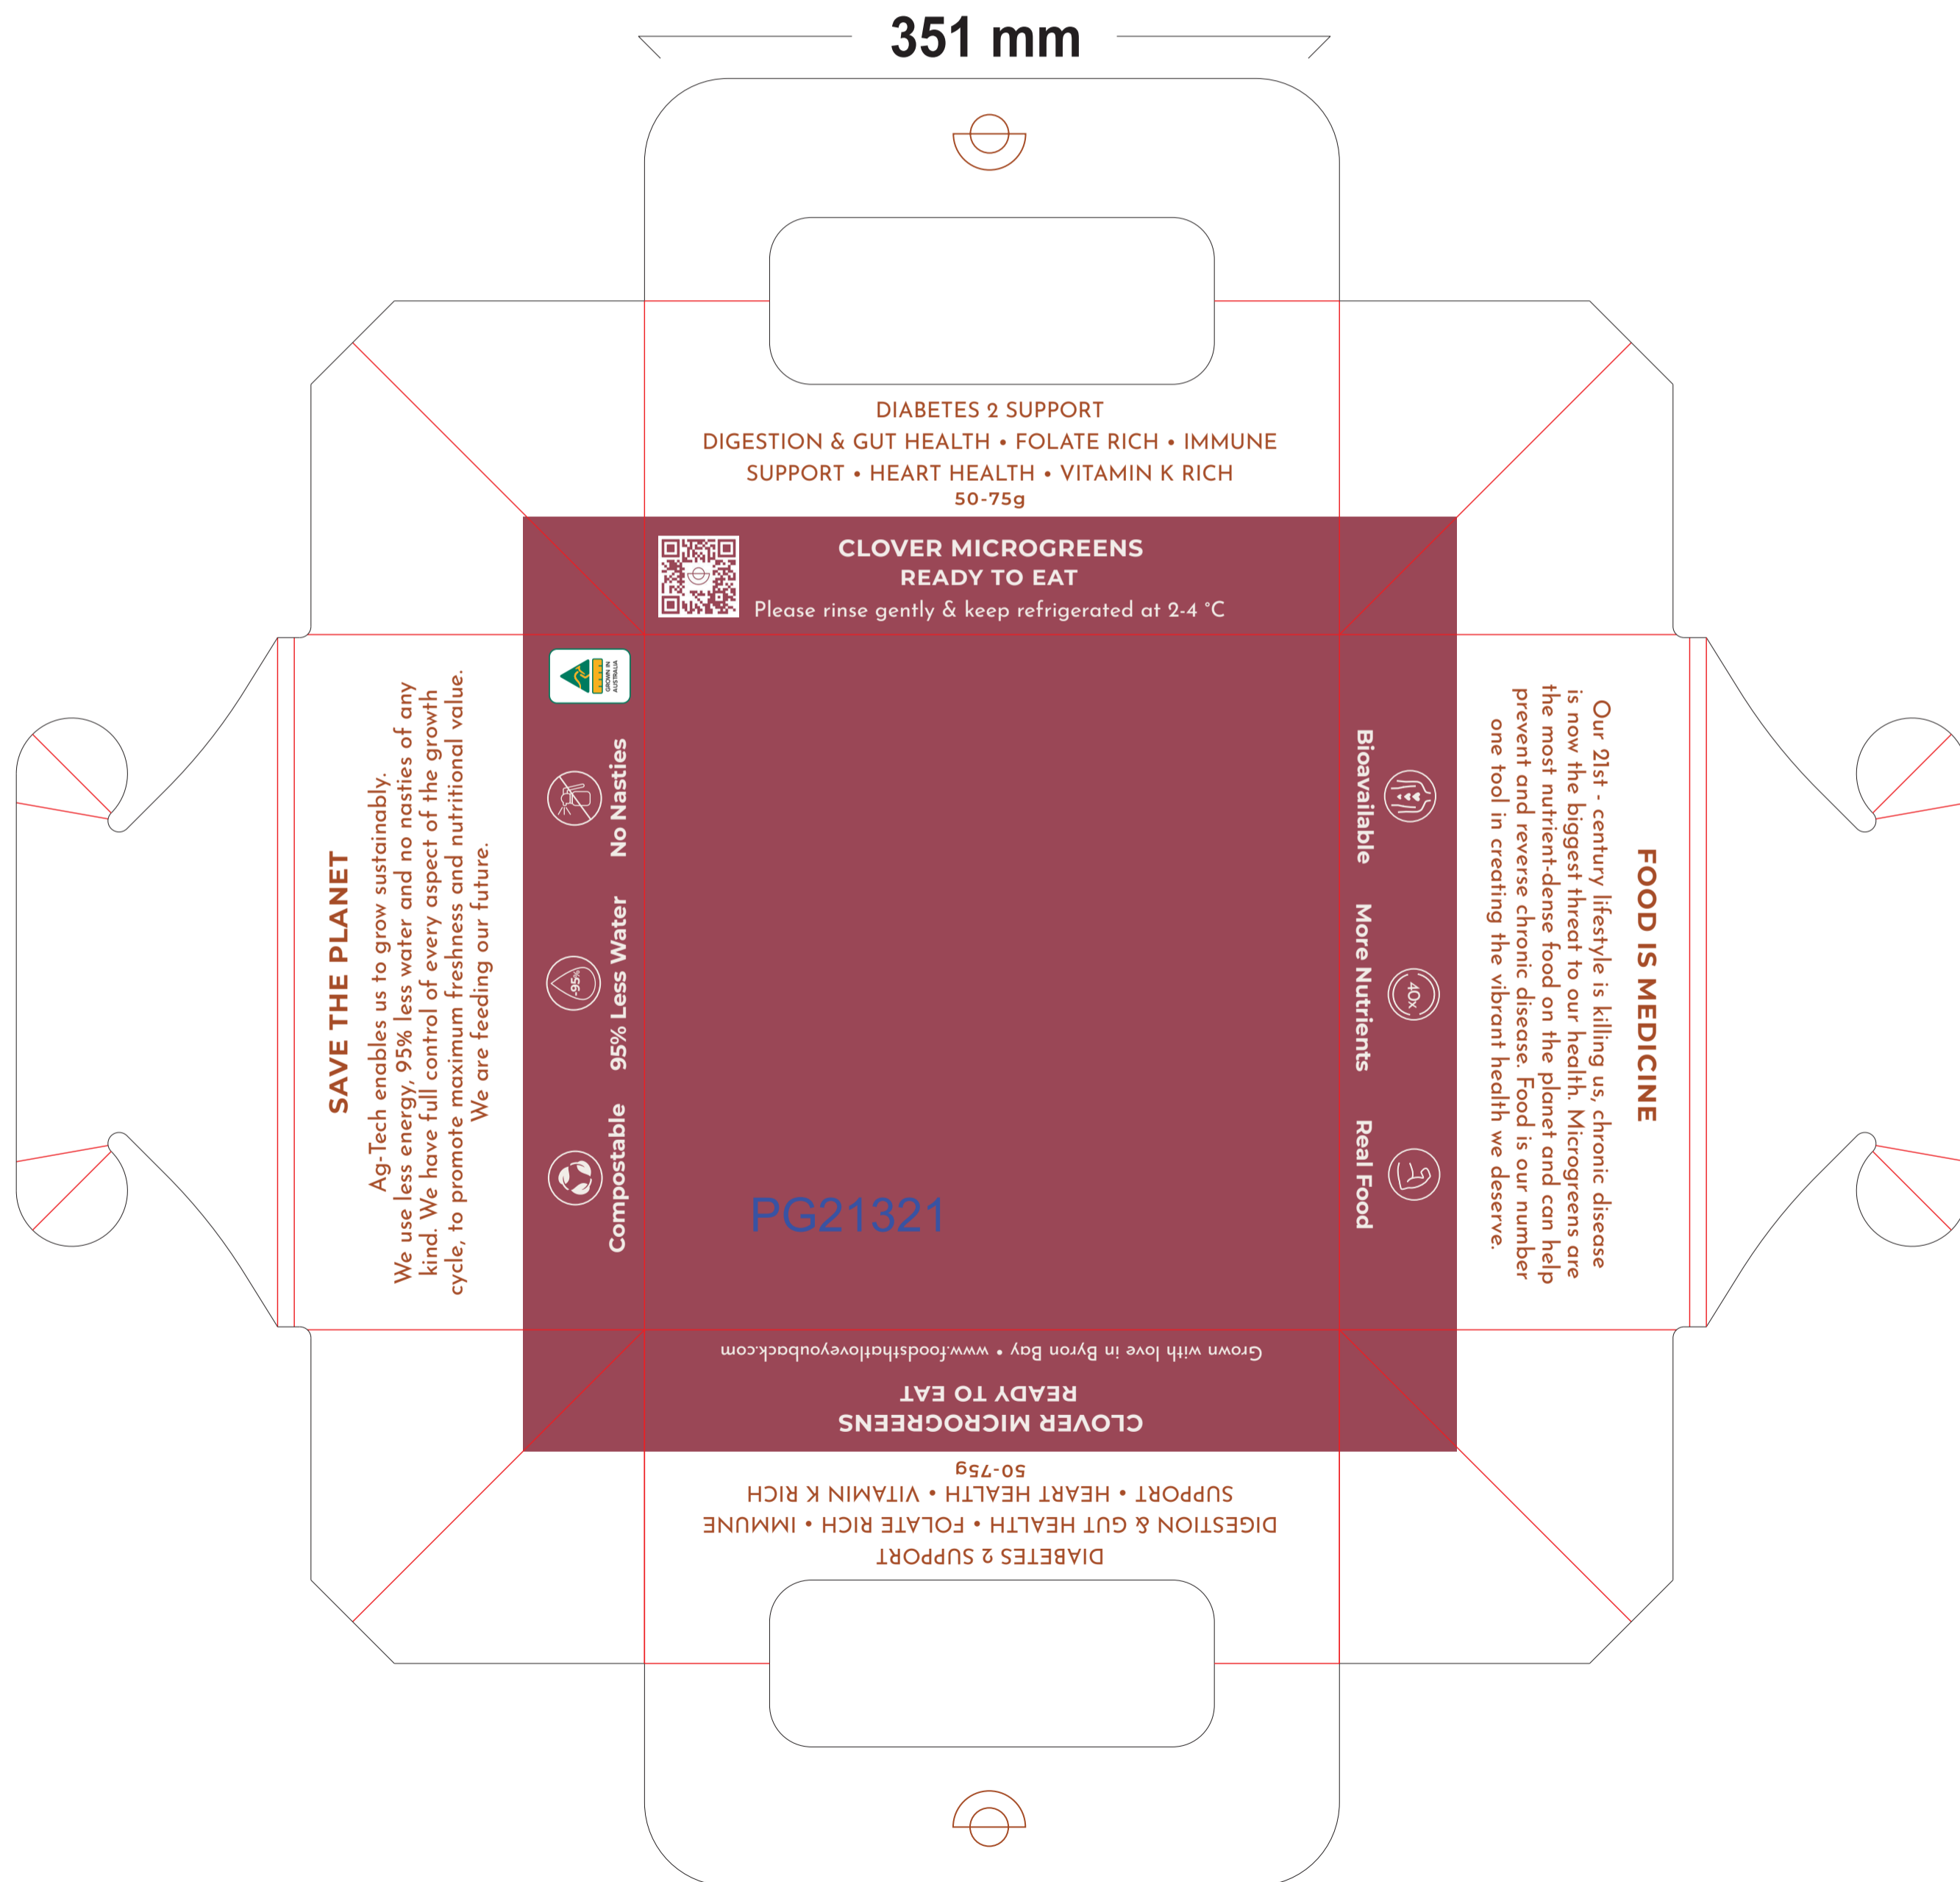 351 mm
DIABETES 2 SUPPORT
DIGESTION & GUT HEALTH • FOLATE RICH • IMMUNE
SUPPORT • HEART HEALTH • VITAMIN K RICH
50-75g
CLOVER MICROGREENS
READY TO EAT
Please rinse gently & keep refrigerated at 2-4 °C
GROWN IN
AUSTRALIA
No Nasties
95% Less Water
-95%
Compostable
SAVE THE PLANET
Ag-Tech enables us to grow sustainably.
We use less energy, 95% less water and no nasties of any
kind. We have full control of every aspect of the growth
cycle, to promote maximum freshness and nutritional value.
We are feeding our future.
Bioavailable
More Nutrients
40x
Real Food
FOOD IS MEDICINE
Our 21st - century lifestyle is killing us, chronic disease
is now the biggest threat to our health. Microgreens are
the most nutrient-dense food on the planet and can help
prevent and reverse chronic disease. Food is our number
one tool in creating the vibrant health we deserve.
PG21321
Grown with love in Byron Bay • www.foodsthatloveyouback.com
READY TO EAT
CLOVER MICROGREENS
50-75g
SUPPORT • HEART HEALTH • VITAMIN K RICH
DIGESTION & GUT HEALTH • FOLATE RICH • IMMUNE
DIABETES 2 SUPPORT